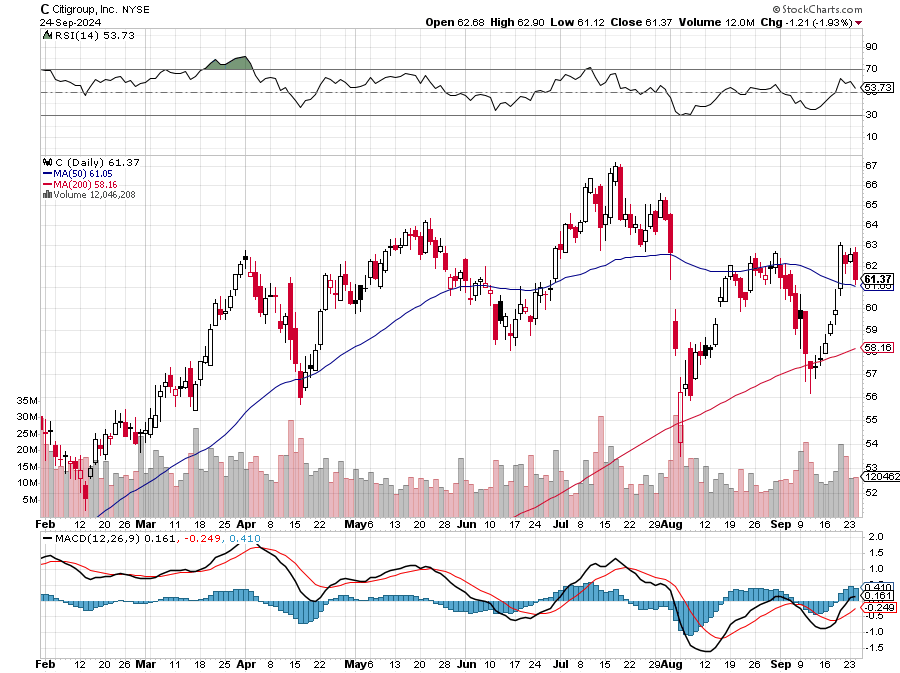 C Citigroup, Inc. NYSE © StockCharts.com
24-Sep-2024 Open 62.68 High 62.90 Low 61.12 Close 61.37 Volume 12.0M Chg -1.21 (-1.93%)
RSI(14) 53.73
90
70
53.73
30
10
C (Daily) 61.37
MA(50) 61.05
MA(200) 58.16
Volume 12,046,208
67
66
65
64
63
62
61.37
60
59
58.16
57
56
55
54
53
52
35M
30M
25M
20M
15M
10M
5M
120462
Feb 12 20 26 Mar 11 18 25 Apr 8 15 22 May 6 13 20 28 Jun 10 17 24 Jul 8 15 22 29 Aug 12 19 26 Sep 9 16 23
MACD(12,26,9) 0.161, -0.249, 0.410
2.0
1.5
1.0
0.410
0.161
-0.249
-1.0
-1.5
Feb 12 20 26 Mar 11 18 25 Apr 8 15 22 May 6 13 20 28 Jun 10 17 24 Jul 8 15 22 29 Aug 12 19 26 Sep 9 16 23